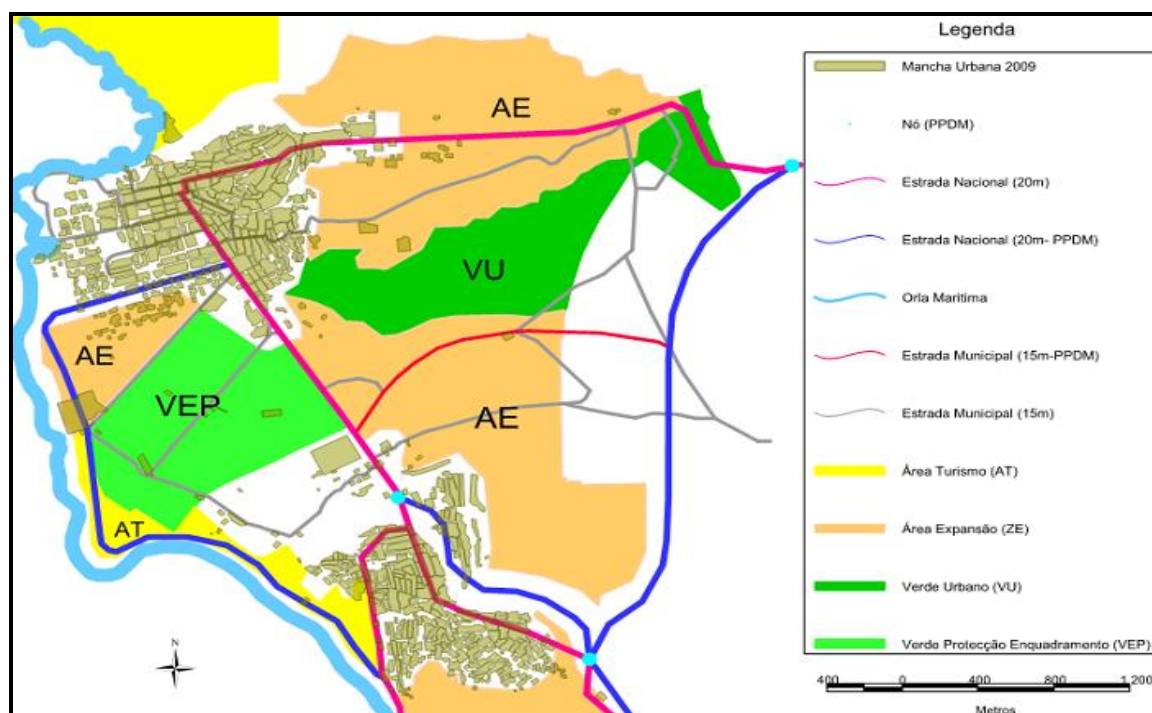 Legenda
Mancha Urbana 2009
Nó (PPDM)
Estrada Nacional (20m)
Estrada Nacional (20m- PPDM)
Orla Marítima
Estrada Municipal (15m-PPDM)
Estrada Municipal (15m)
Área Turismo (AT)
Área Expansão (ZE)
Verde Urbano (VU)
Verde Protecção Enquadramento (VEP)
400 0 400 800 1,200
Metros
AE
VU
AE
VEP
AE
AT
N